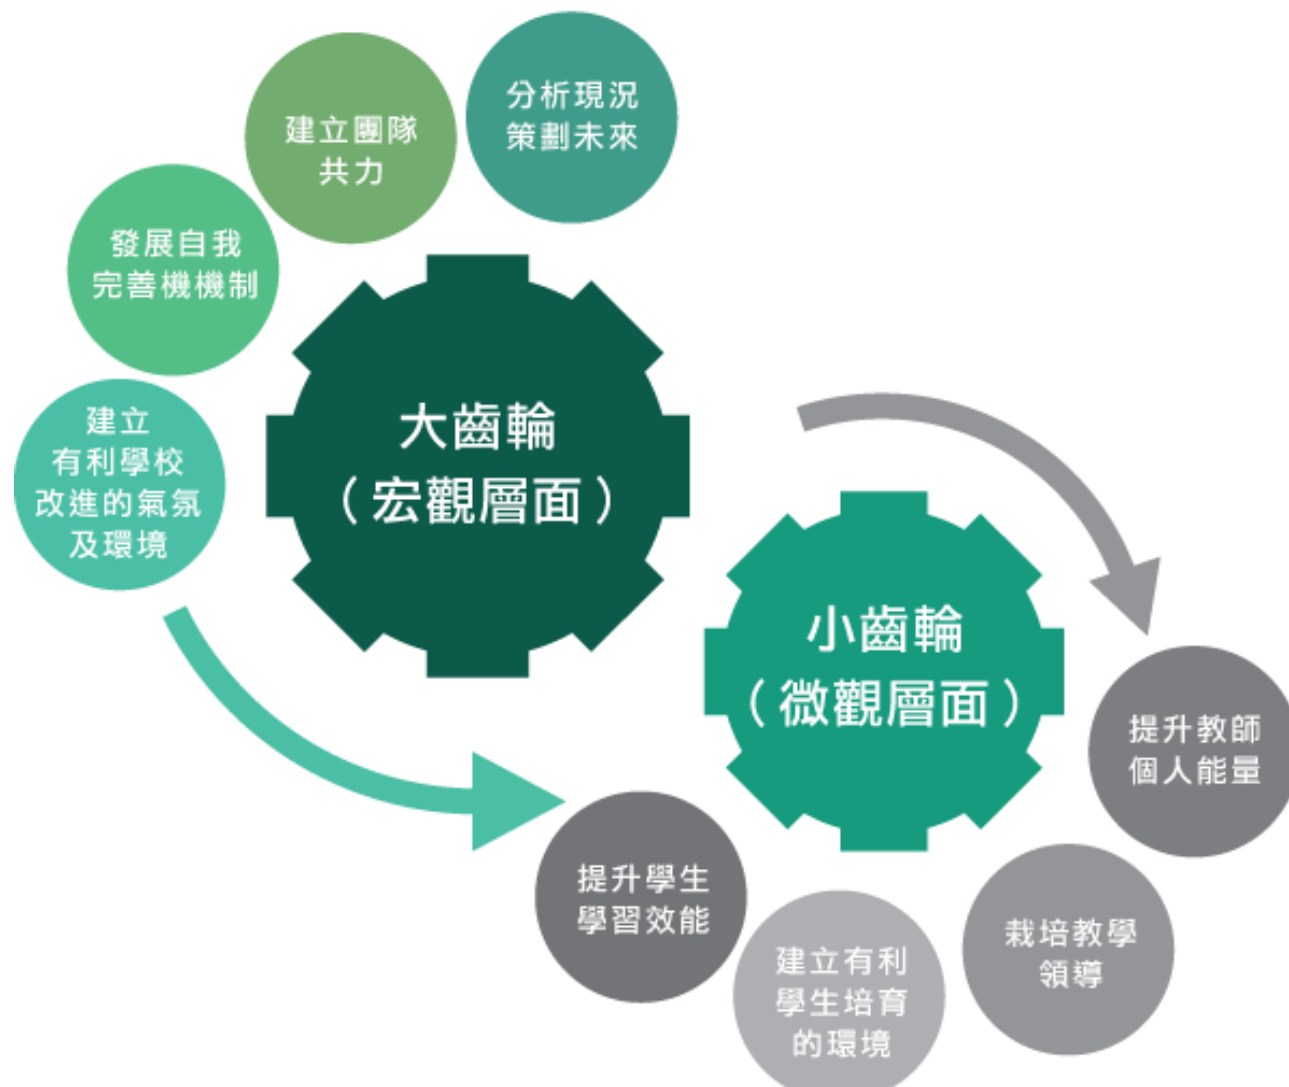 分析現況
策劃未來
建立團隊
共力
發展自我
完善機機制
建立
有利學校
改進的氣氛
及環境
大齒輪
（宏觀層面）
小齒輪
（微觀層面）
提升教師
個人能量
栽培教學
領導
建立有利
學生培育
的環境
提升學生
學習效能